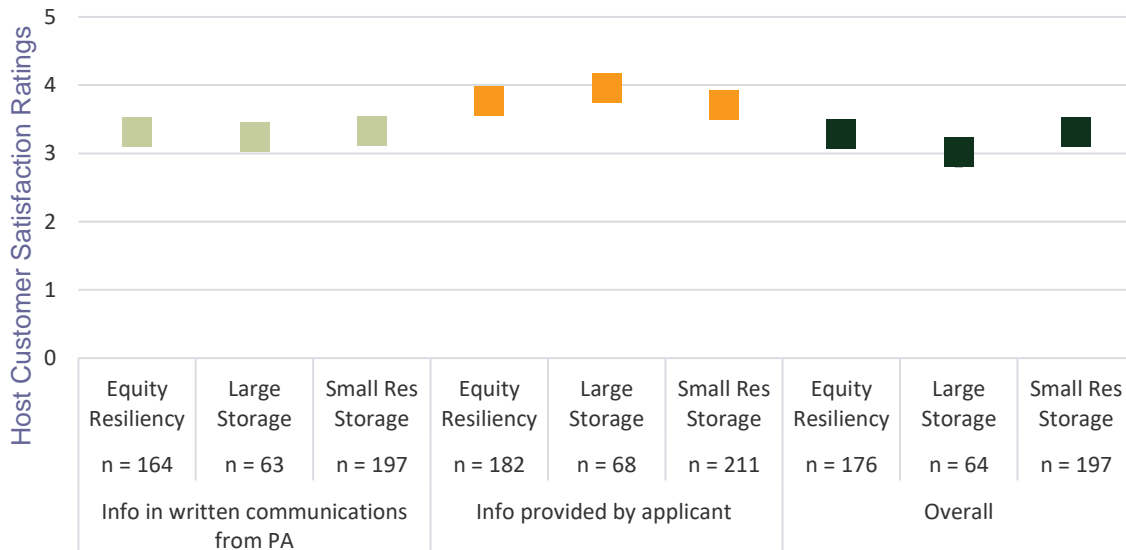 Host Customer Satisfaction Ratings
5
4
3
2
1
0
Equity Resiliency
Large Storage
Small Res Storage
Equity Resiliency
Large Storage
Small Res Storage
Equity Resiliency
Large Storage
Small Res Storage
n = 164
n = 63
n = 197
n = 182
n = 68
n = 211
n = 176
n = 64
n = 197
Info in written communications
from PA
Info provided by applicant
Overall